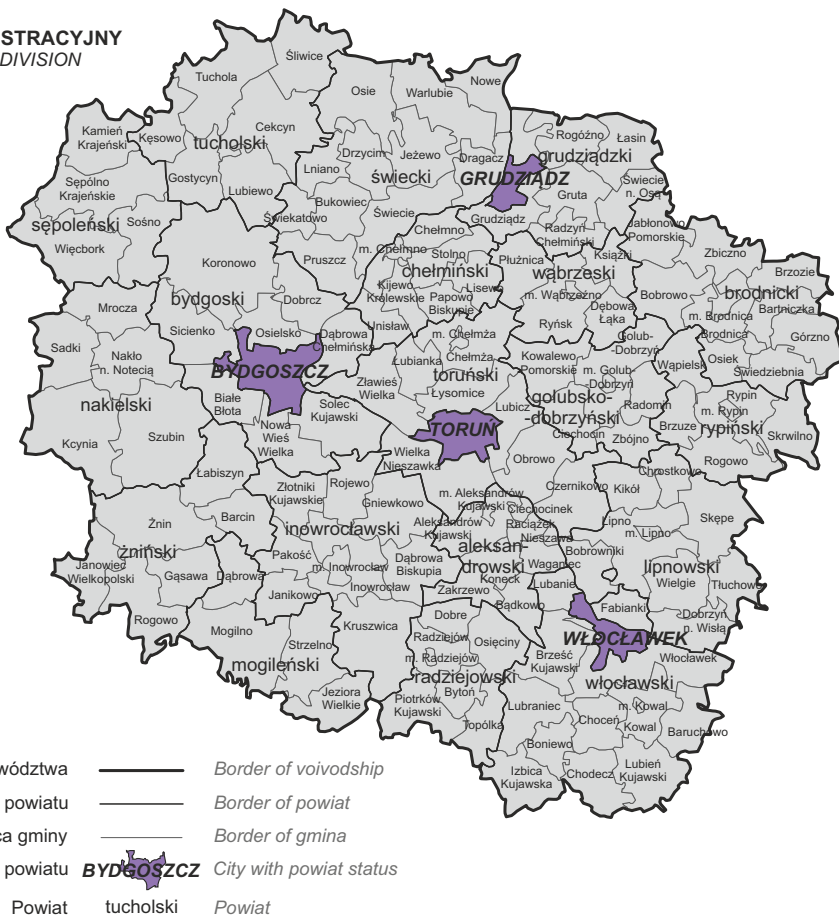 STRACYJNY
DIVISION
Śliwice
Tuchola
Nowe
Osie
Warlubie
Kamień
Krajeński
Kęsowo
Cekcyn
tucholski
Rogóźno
Łasin
Drzycim
Jeżewo
Dragacz
grudziądzki
Lniano
świecki
GRUDZIĄDZ
Gostycyn
Sępólno
Krajeńskie
Lubiewo
Bukowiec
Gruta
Świecie
n. Osą
Świekatowo
Świecie
Grudziądz
sępoleński
Sośno
Chełmno
Radzyń
Chełmiński
Jabłonowo
Pomorskie
Więcbork
Koronowo
Pruszcz
m. Chełmno
Stolno
Płużnica
Książki
Zbiczno
chełmiński
wąbrzeski
Brzozie
bydgoski
Dobrcz
Kijewo
Królewskie
Lisewo
Papowo
Biskupie
m. Wąbrzeźno
Bobrowo
brodnicki
Mrocza
Dębowa
Łąka
Bartniczka
m. Brodnica
Sicienko
Osielsko
Dąbrowa
Chełmińska
Unisław
m. Chełmża
Ryńsk
Brodnica
Górzno
Sadki
Nakło
n. Notecią
Golub-
Dobrzyń
Łubianka
Chełmża
Kowalewo
Pomorskie
Wąpielsk
Osiek
Świedziebnia
BYDGOSZCZ
toruński
m. Golub-
Dobrzyń
Zławieś
Wielka
Łysomice
golubsko-
-dobrzyński
Rypin
nakielski
Białe
Błota
Solec
Kujawski
Lubicz
Radomin
m. Rypin
rypiński
Brzuze
Skrwilno
Kcynia
Szubin
Nowa
Wieś
Wielka
TORUŃ
Ciechocin
Zbójno
Wielka
Nieszawka
Obrowo
Rogowo
Łabiszyn
Złotniki
Kujawskie
Rojewo
Czernikowo
Kikół
Chrostkowo
Gniewkowo
m. Aleksandrów
Kujawski
Ciechocinek
Żnin
Barcin
inowrocławski
Aleksandrów
Kujawski
Raciążek
Nieszawa
Lipno
m. Lipno
Skępe
żniński
Pakość
aleksan-
drowski
Bobrowniki
Janowiec
Wielkopolski
Gąsawa
Dąbrowa
m. Inowrocław
Dąbrowa
Biskupia
Waganiec
lipnowski
Koneck
Wielgie
Tłuchowo
Janikowo
Inowrocław
Zakrzewo
Lubanie
Bądkowo
Fabianki
Rogowo
Kruszwica
Dobre
Dobrzyń
n. Wisłą
Mogilno
Strzelno
Radziejów
Osięciny
WŁOCŁAWEK
mogileński
m. Radziejów
Brześć
Kujawski
Włocławek
radziejowski
włocławski
Jeziora
Wielkie
Piotrków
Kujawski
Bytoń
Lubraniec
m. Kowal
Topólka
Choceń
Kowal
Baruchowo
Boniewo
Izbica
Kujawska
Chodecz
Lubień
Kujawski
wództwa Border of voivodship
powiatu Border of powiat
ca gminy Border of gmina
powiatu BYDGOSZCZ City with powiat status
Powiat tucholski Powiat